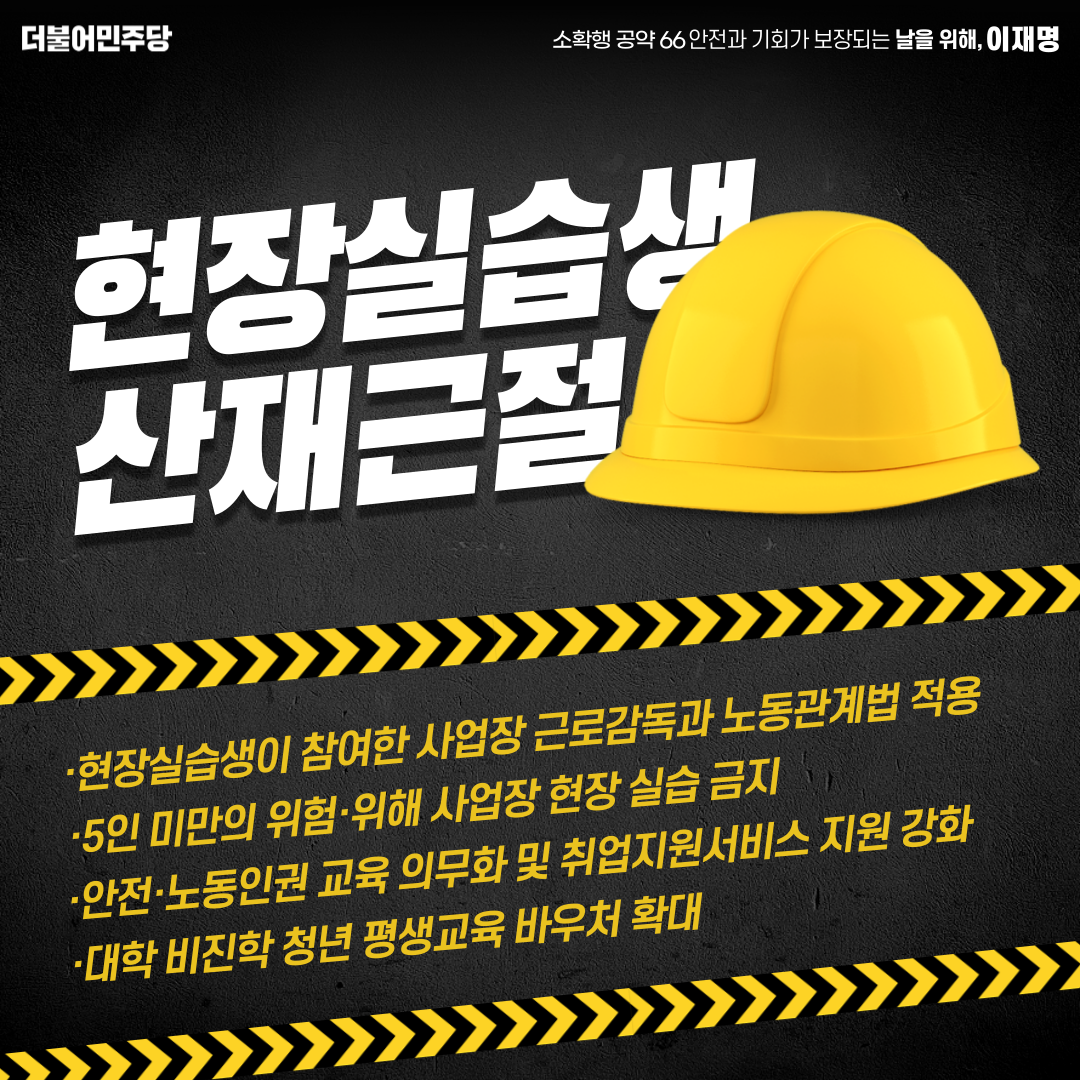 더불어민주당
소확행 공약 66 안전과 기회가 보장되는 날을 위해, 이재명
현장실습생
산재근절
·현장실습생이 참여한 사업장 근로감독과 노동관계법 적용
·5인 미만의 위험·위해 사업장 현장 실습 금지
·안전·노동인권 교육 의무화 및 취업지원서비스 지원 강화
·대학 비진학 청년 평생교육 바우처 확대